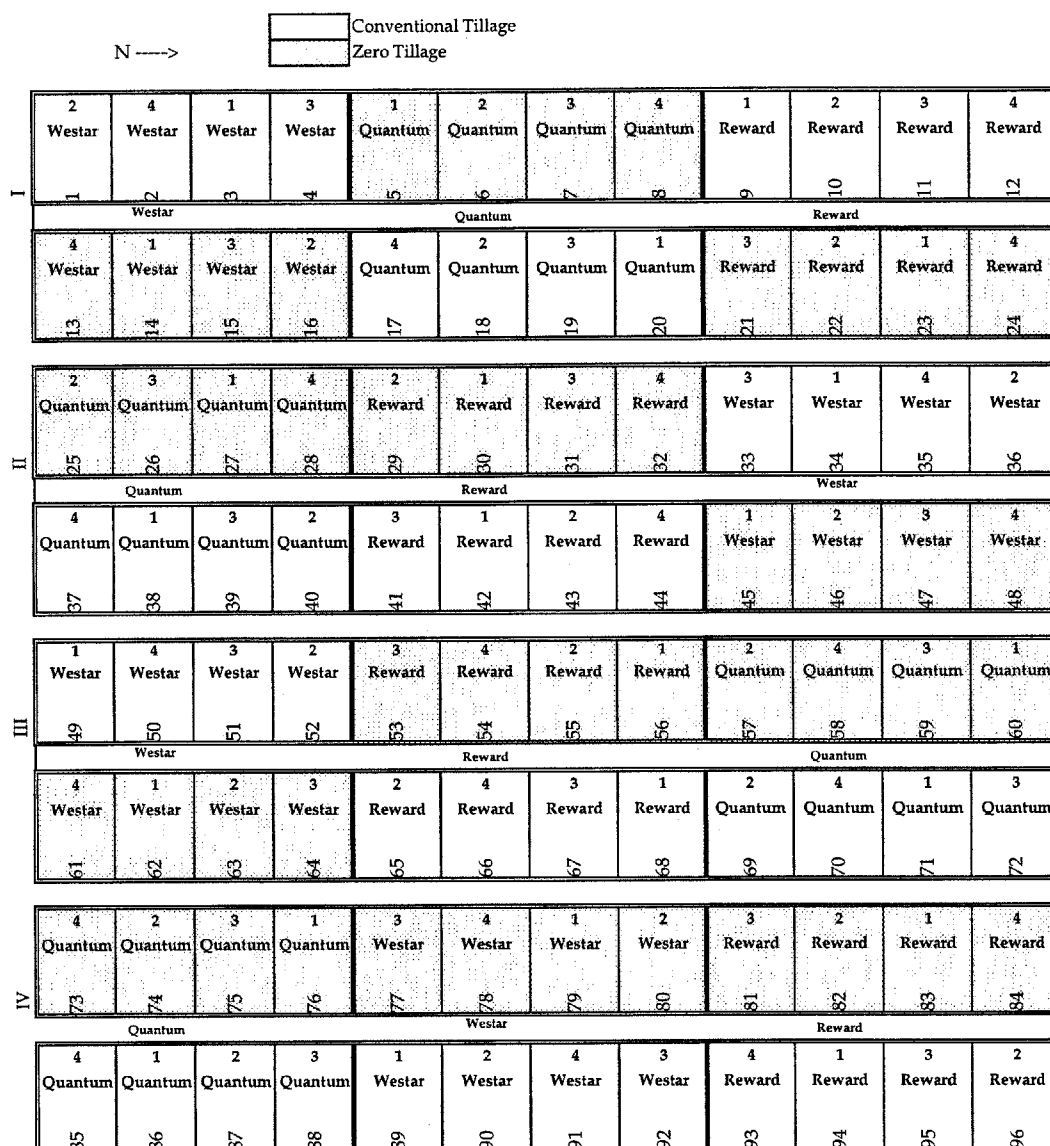 Conventional Tillage
N -----> Zero Tillage
2 4 1 3 1 2 3 4 1 2 3 4
Westar Westar Westar Westar Quantum Quantum Quantum Quantum Reward Reward Reward Reward
I 1 2 3 4 5 6 7 8 9 10 11 12
Westar Quantum Reward
4 1 3 2 4 2 3 1 3 2 1 4
Westar Westar Westar Westar Quantum Quantum Quantum Quantum Reward Reward Reward Reward
13 14 15 16 17 18 19 20 21 22 23 24
2 3 1 4 2 1 3 4 3 1 4 2
Quantum Quantum Quantum Quantum Reward Reward Reward Reward Westar Westar Westar Westar
II 25 26 27 28 29 30 31 32 33 34 35 36
Quantum Reward Westar
4 1 3 2 3 1 2 4 1 2 3 4
Quantum Quantum Quantum Quantum Reward Reward Reward Reward Westar Westar Westar Westar
37 38 39 40 41 42 43 44 45 46 47 48
1 4 3 2 3 4 2 1 2 4 3 1
Westar Westar Westar Westar Reward Reward Reward Reward Quantum Quantum Quantum Quantum
III 49 50 51 52 53 54 55 56 57 58 59 60
Westar Reward Quantum
4 1 2 3 2 4 3 1 2 4 1 3
Westar Westar Westar Westar Reward Reward Reward Reward Quantum Quantum Quantum Quantum
61 62 63 64 65 66 67 68 69 70 71 72
4 2 3 1 3 4 1 2 3 2 1 4
Quantum Quantum Quantum Quantum Westar Westar Westar Westar Reward Reward Reward Reward
IV 73 74 75 76 77 78 79 80 81 82 83 84
Quantum Westar Reward
4 1 2 3 1 2 4 3 4 1 3 2
Quantum Quantum Quantum Quantum Westar Westar Westar Westar Reward Reward Reward Reward
85 86 87 88 89 90 91 92 93 94 95 96